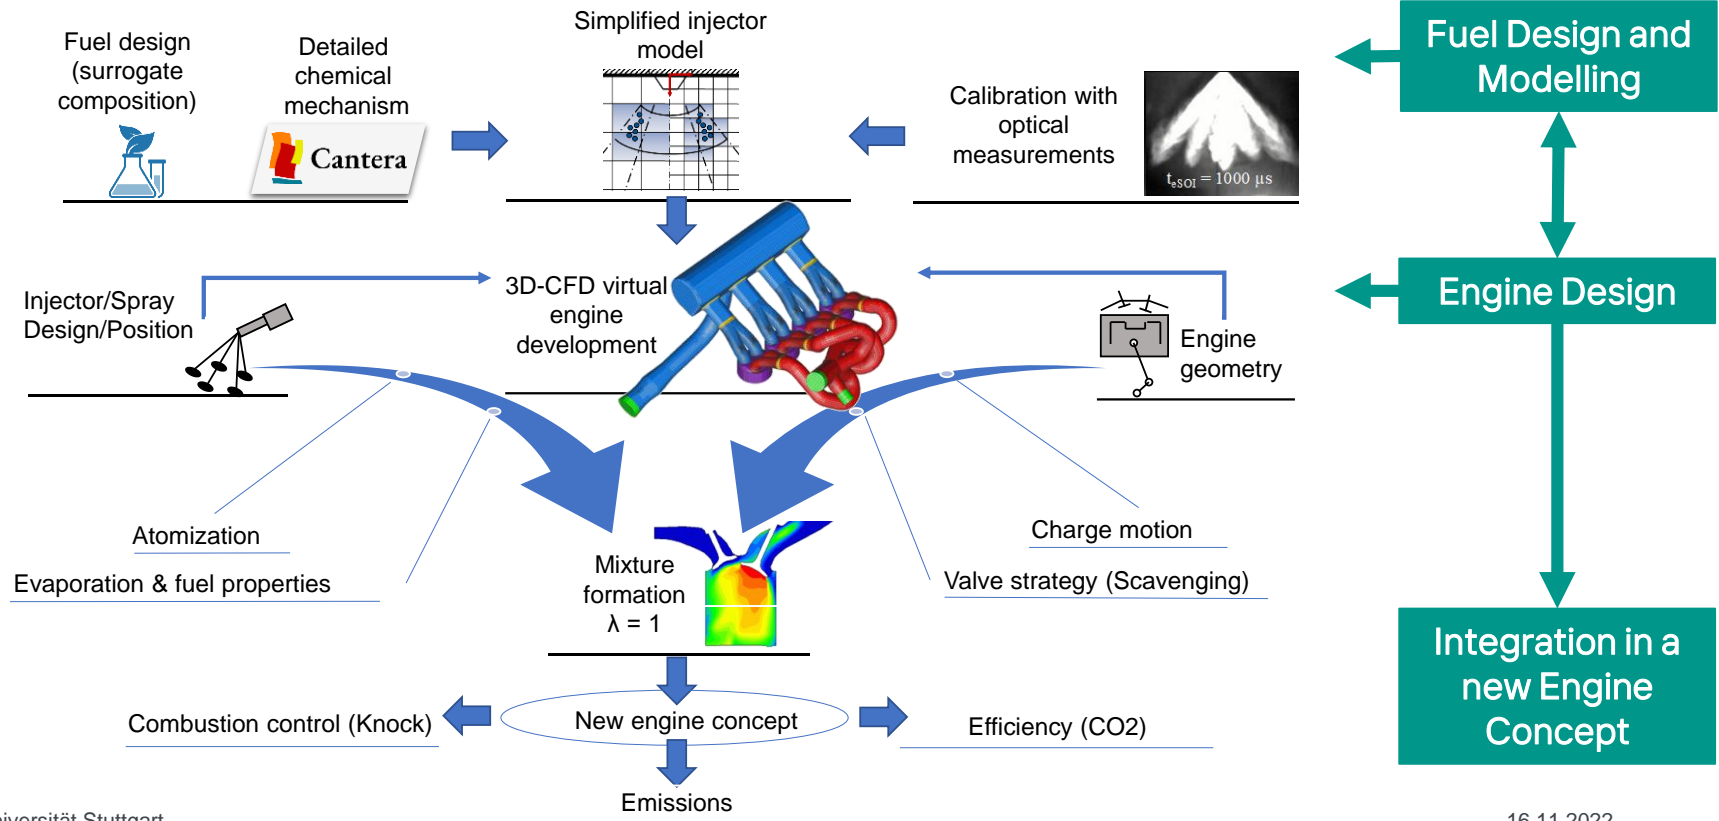 Fuel design
(surrogate
composition)
Detailed
chemical
mechanism
Cantera
Simplified injector
model
Calibration with
optical
measurements
teSOI = 1000 µs
Fuel Design and
Modelling
Injector/Spray
Design/Position
3D-CFD virtual
engine
development
Engine
geometry
Engine Design
Atomization
Evaporation & fuel properties
Charge motion
Valve strategy (Scavenging)
Mixture
formation
λ = 1
Combustion control (Knock)
New engine concept
Efficiency (CO2)
Emissions
Integration in a
new Engine
Concept
niversität Stuttgart
16.11.2022